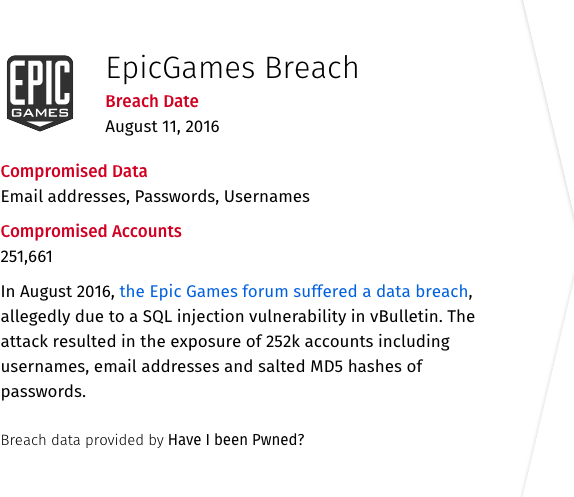 EPIC
GAMES
EpicGames Breach
Breach Date
August 11, 2016
Compromised Data
Email addresses, Passwords, Usernames
Compromised Accounts
251,661
In August 2016, the Epic Games forum suffered a data breach,
allegedly due to a SQL injection vulnerability in vBulletin. The
attack resulted in the exposure of 252k accounts including
usernames, email addresses and salted MD5 hashes of
passwords.
Breach data provided by Have I been Pwned?